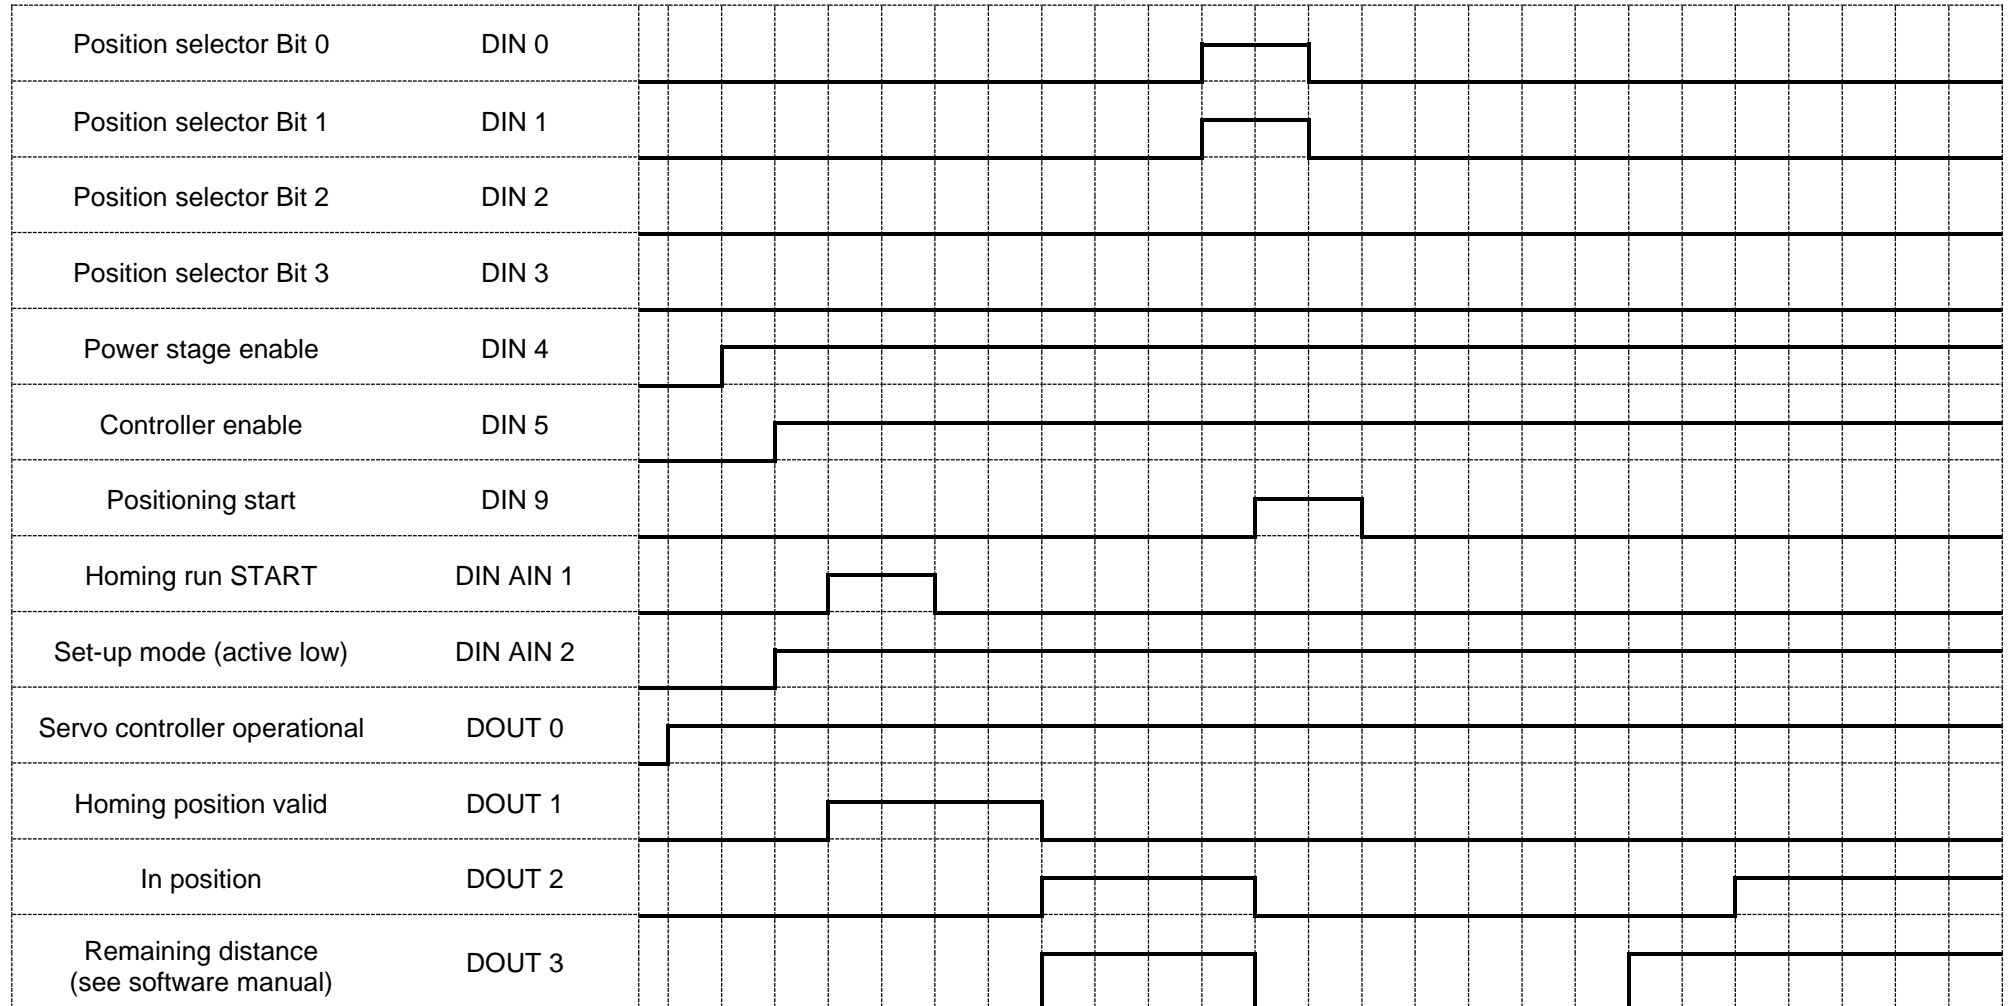 Position selector Bit 0 DIN 0
Position selector Bit 1 DIN 1
Position selector Bit 2 DIN 2
Position selector Bit 3 DIN 3
Power stage enable DIN 4
Controller enable DIN 5
Positioning start DIN 9
Homing run START DIN AIN 1
Set-up mode (active low) DIN AIN 2
Servo controller operational DOUT 0
Homing position valid DOUT 1
In position DOUT 2
Remaining distance
(see software manual) DOUT 3